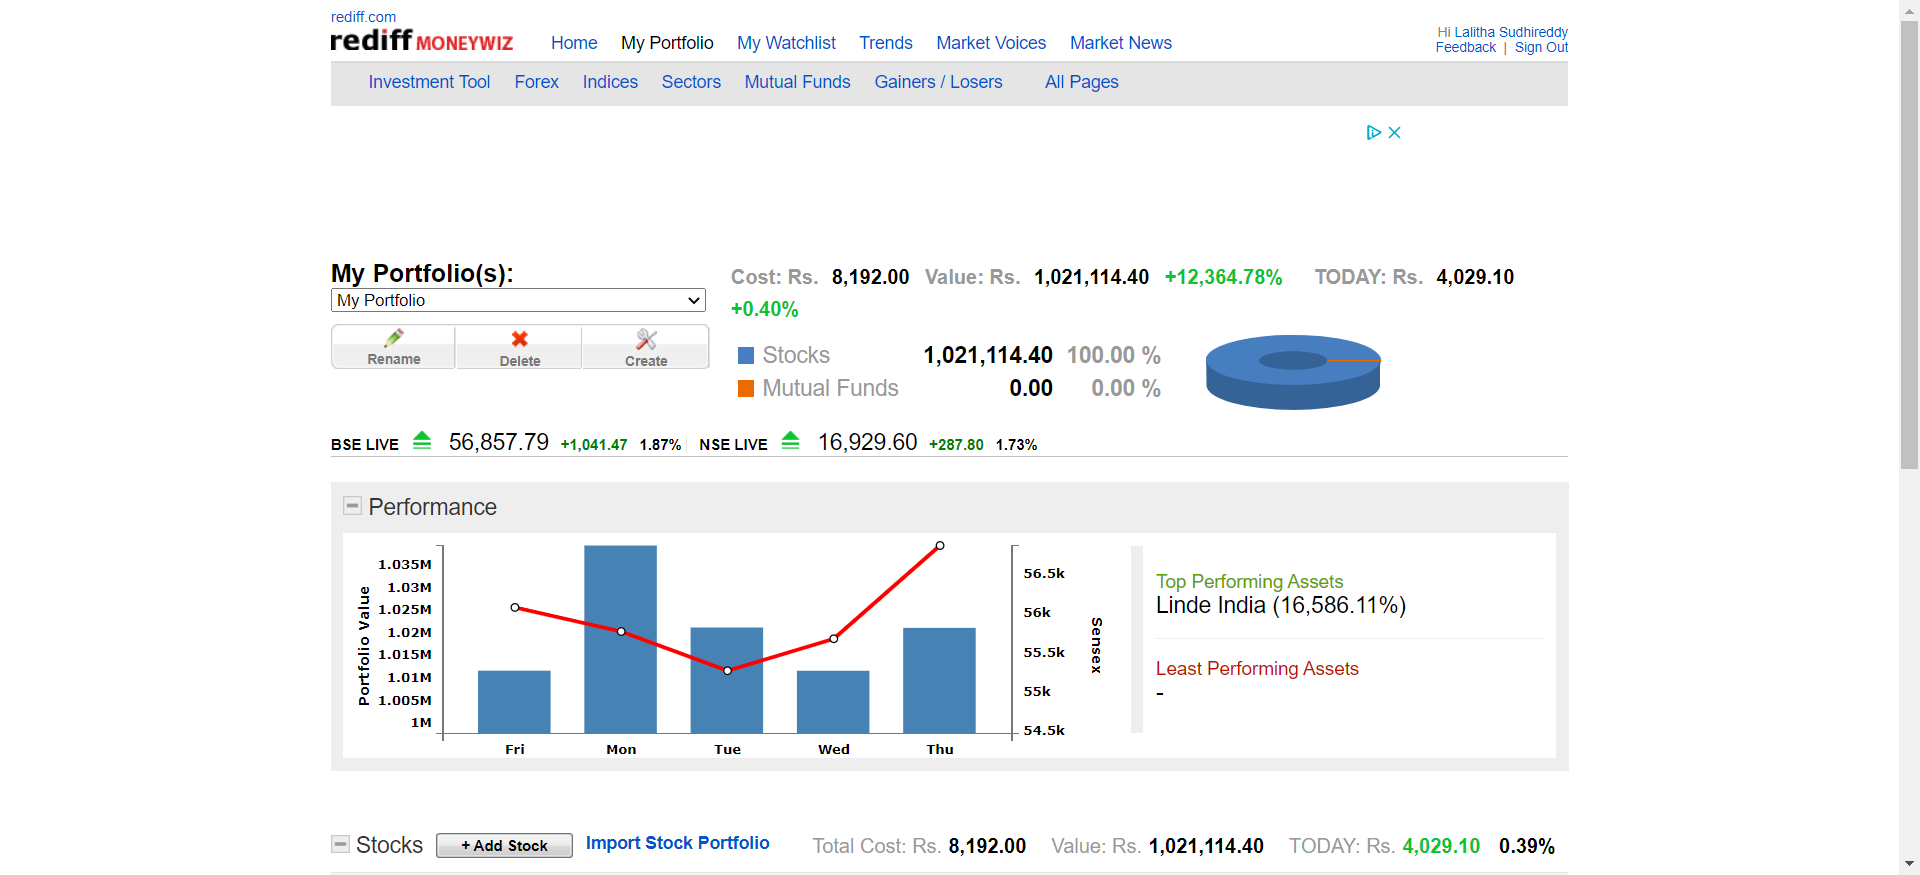 rediff.com
rediff MONEYWIZ
Home My Portfolio My Watchlist Trends Market Voices Market News
Hi Lalitha Sudhireddy
Feedback | Sign Out
Investment Tool Forex Indices Sectors Mutual Funds Gainers / Losers All Pages
My Portfolio(s):
My Portfolio
Rename Delete Create
Cost: Rs. 8,192.00 Value: Rs. 1,021,114.40 +12,364.78% TODAY: Rs. 4,029.10
+0.40%
Stocks 1,021,114.40 100.00 %
Mutual Funds 0.00 0.00 %
BSE LIVE 56,857.79 +1,041.47 1.87% NSE LIVE 16,929.60 +287.80 1.73%
Performance
Portfolio Value
1.035M
1.03M
1.025M
1.02M
1.015M
1.01M
1.005M
1M
Fri Mon Tue Wed Thu
56.5k
56k
55.5k
55k
54.5k
Sensex
Top Performing Assets
Linde India (16,586.11%)
Least Performing Assets
-
Stocks + Add Stock Import Stock Portfolio Total Cost: Rs. 8,192.00 Value: Rs. 1,021,114.40 TODAY: Rs. 4,029.10 0.39%